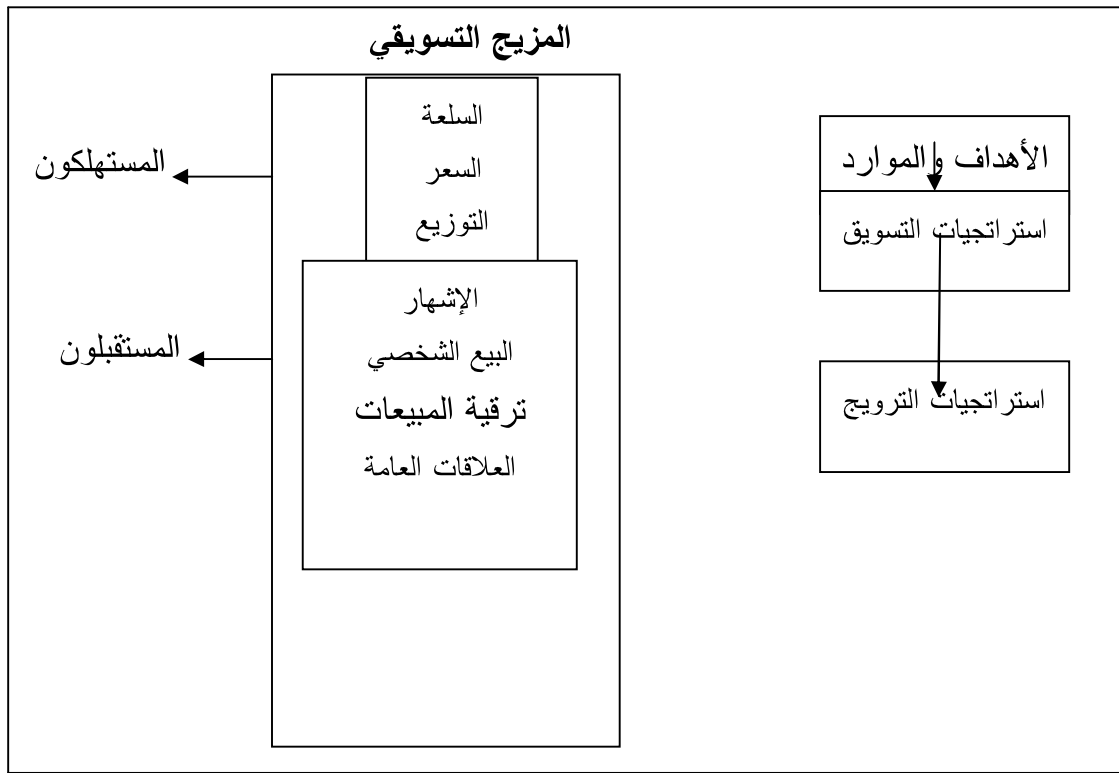 المزيج التسويقي
الأهداف والموارد
استراتجيات التسويق
استراتجيات الترويج
السلعة
السعر
التوزيع
الإشهار
البيع الشخصي
ترقية المبيعات
العلاقات العامة
المستهلكون
المستقبلون